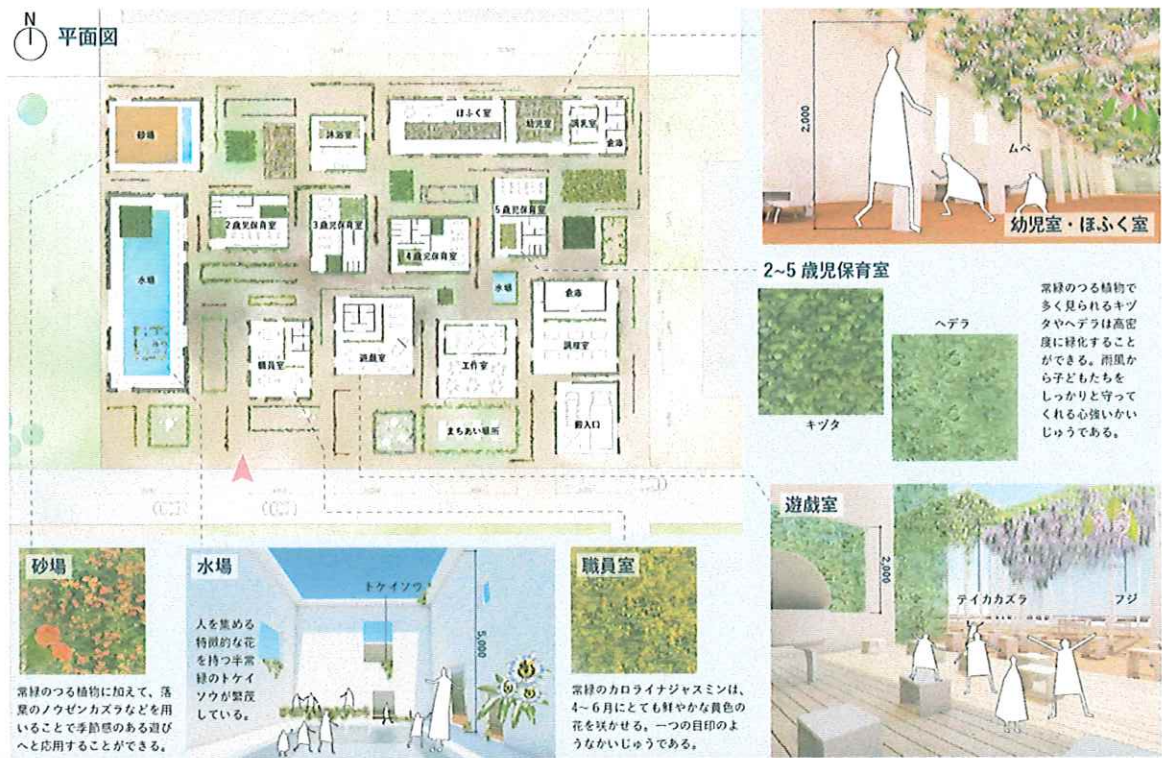 N
平面図
砂場
沐浴室
ほふく室
幼児室
調乳室
倉庫
水場
2歳児保育室
3歳児保育室
4歳児保育室
5歳児保育室
水場
倉庫
調理室
職員室
遊戯室
工作室
まちあい場所
搬入口
2,000
ムベ
幼児室・ほふく室
2~5 歳児保育室
キヅタ
ヘデラ
常緑のつる植物で
多く見られるキヅ
タやヘデラは高密
度に緑化すること
ができる。雨風か
ら子どもたちを
しっかりと守って
くれる心強いかい
じゅうである。
砂場
常緑のつる植物に加えて、落
葉のノウゼンカズラなどを用
いることで季節感のある遊び
へと応用することができる。
水場
トケイソウ
人を集める
特徴的な花
を持つ半常
緑のトケイ
ソウが繁茂
している。
5,000
職員室
常緑のカロライナジャスミンは、
4~6月にとても鮮やかな黄色の
花を咲かせる。一つの目印のよ
うなかいじゅうである。
遊戯室
2,000
テイカカズラ
フジ